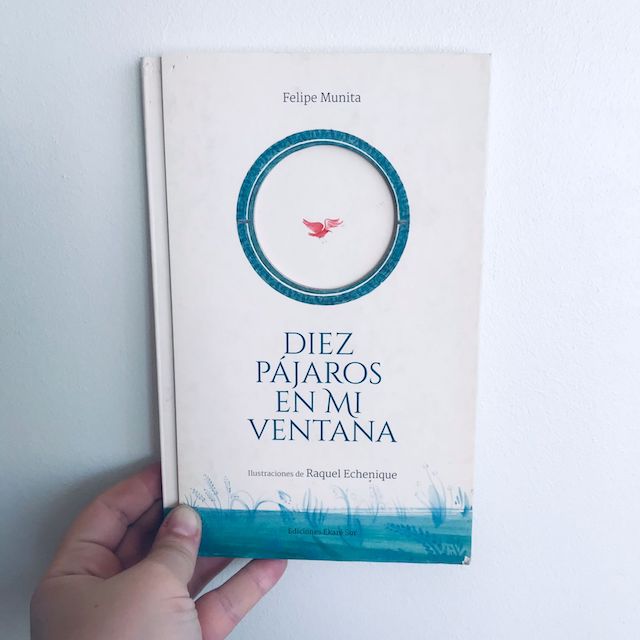 Felipe Munita
DIEZ
PÁJAROS
EN MI
VENTANA
Ilustraciones de Raquel Echenique
Ediciones Ekaré Sur